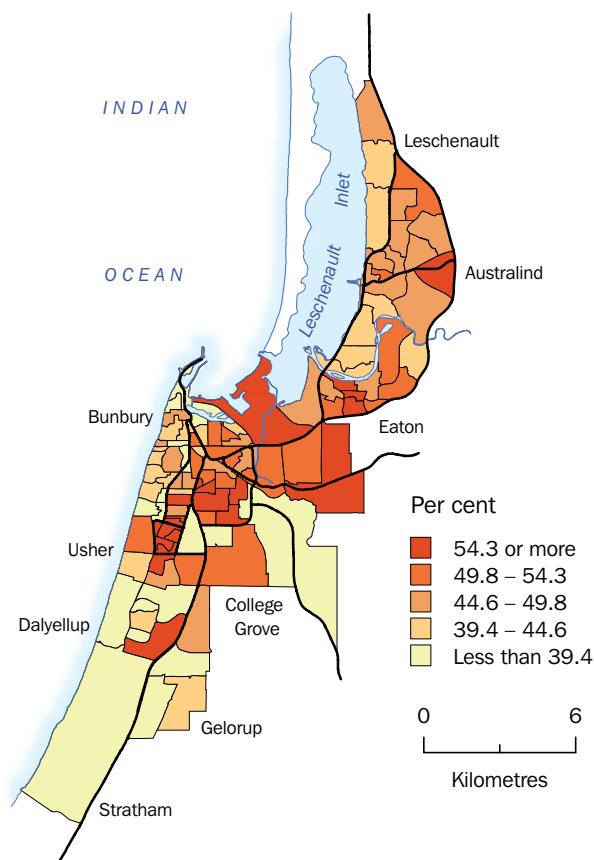 INDIAN
OCEAN
Leschenault
Inlet
Leschenault
Australind
Bunbury
Eaton
Usher
Dalyellup
College
Grove
Gelorup
Stratham
Per cent
54.3 or more
49.8 – 54.3
44.6 – 49.8
39.4 – 44.6
Less than 39.4
0 6
Kilometres